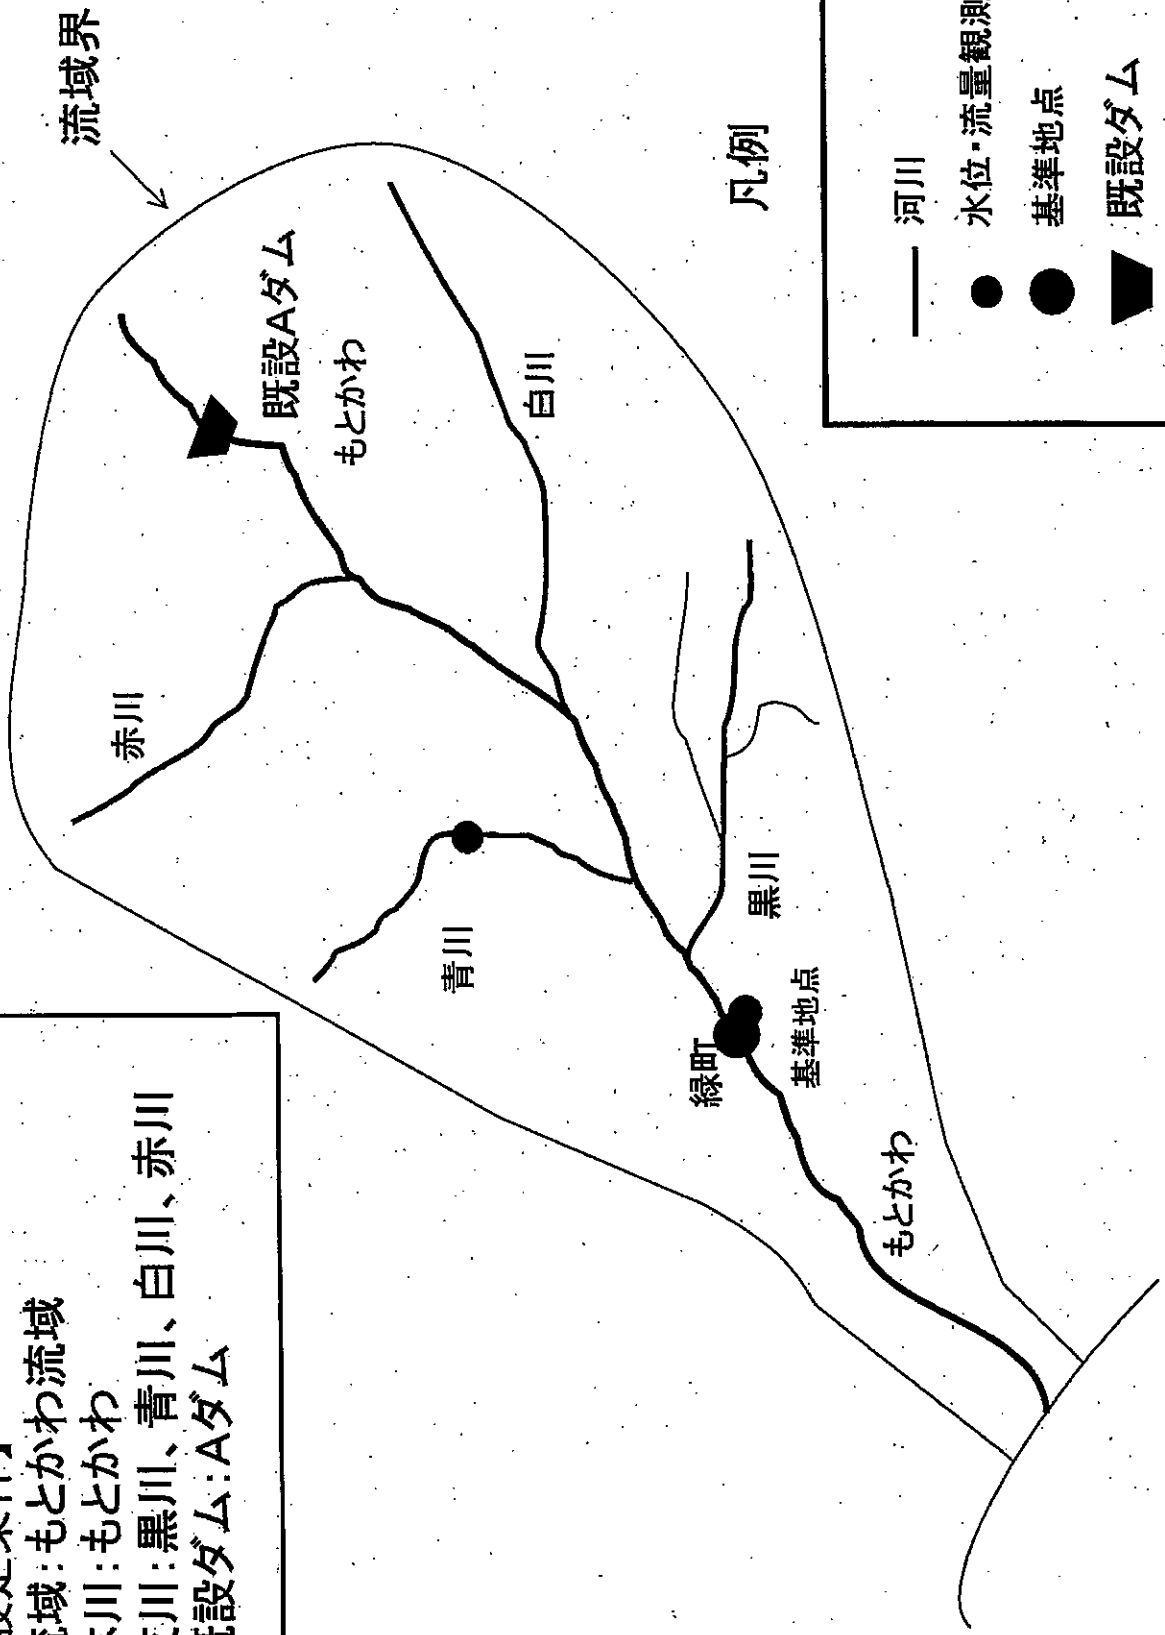 流域:もとかわ流域
川:もとかわ
川:黒川、青川、白川、赤川
設ダム:Aダム
流域界
赤川
既設Aダム
もとかわ
青川
白川
緑町
黒川
基準地点
もとかわ
凡例
河川
水位・流量観測
基準地点
既設ダム